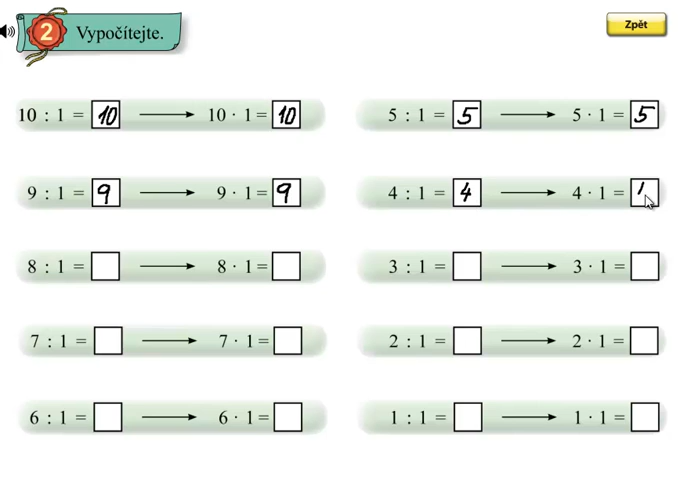 2 Vypočítejte.
Zpět
10 : 1 = 10 10 · 1 = 10
5 : 1 = 5 5 · 1 = 5
9 : 1 = 9 9 · 1 = 9
4 : 1 = 4 4 · 1 =
8 : 1 = 8 · 1 =
3 : 1 = 3 · 1 =
7 : 1 = 7 · 1 =
2 : 1 = 2 · 1 =
6 : 1 = 6 · 1 =
1 : 1 = 1 · 1 =